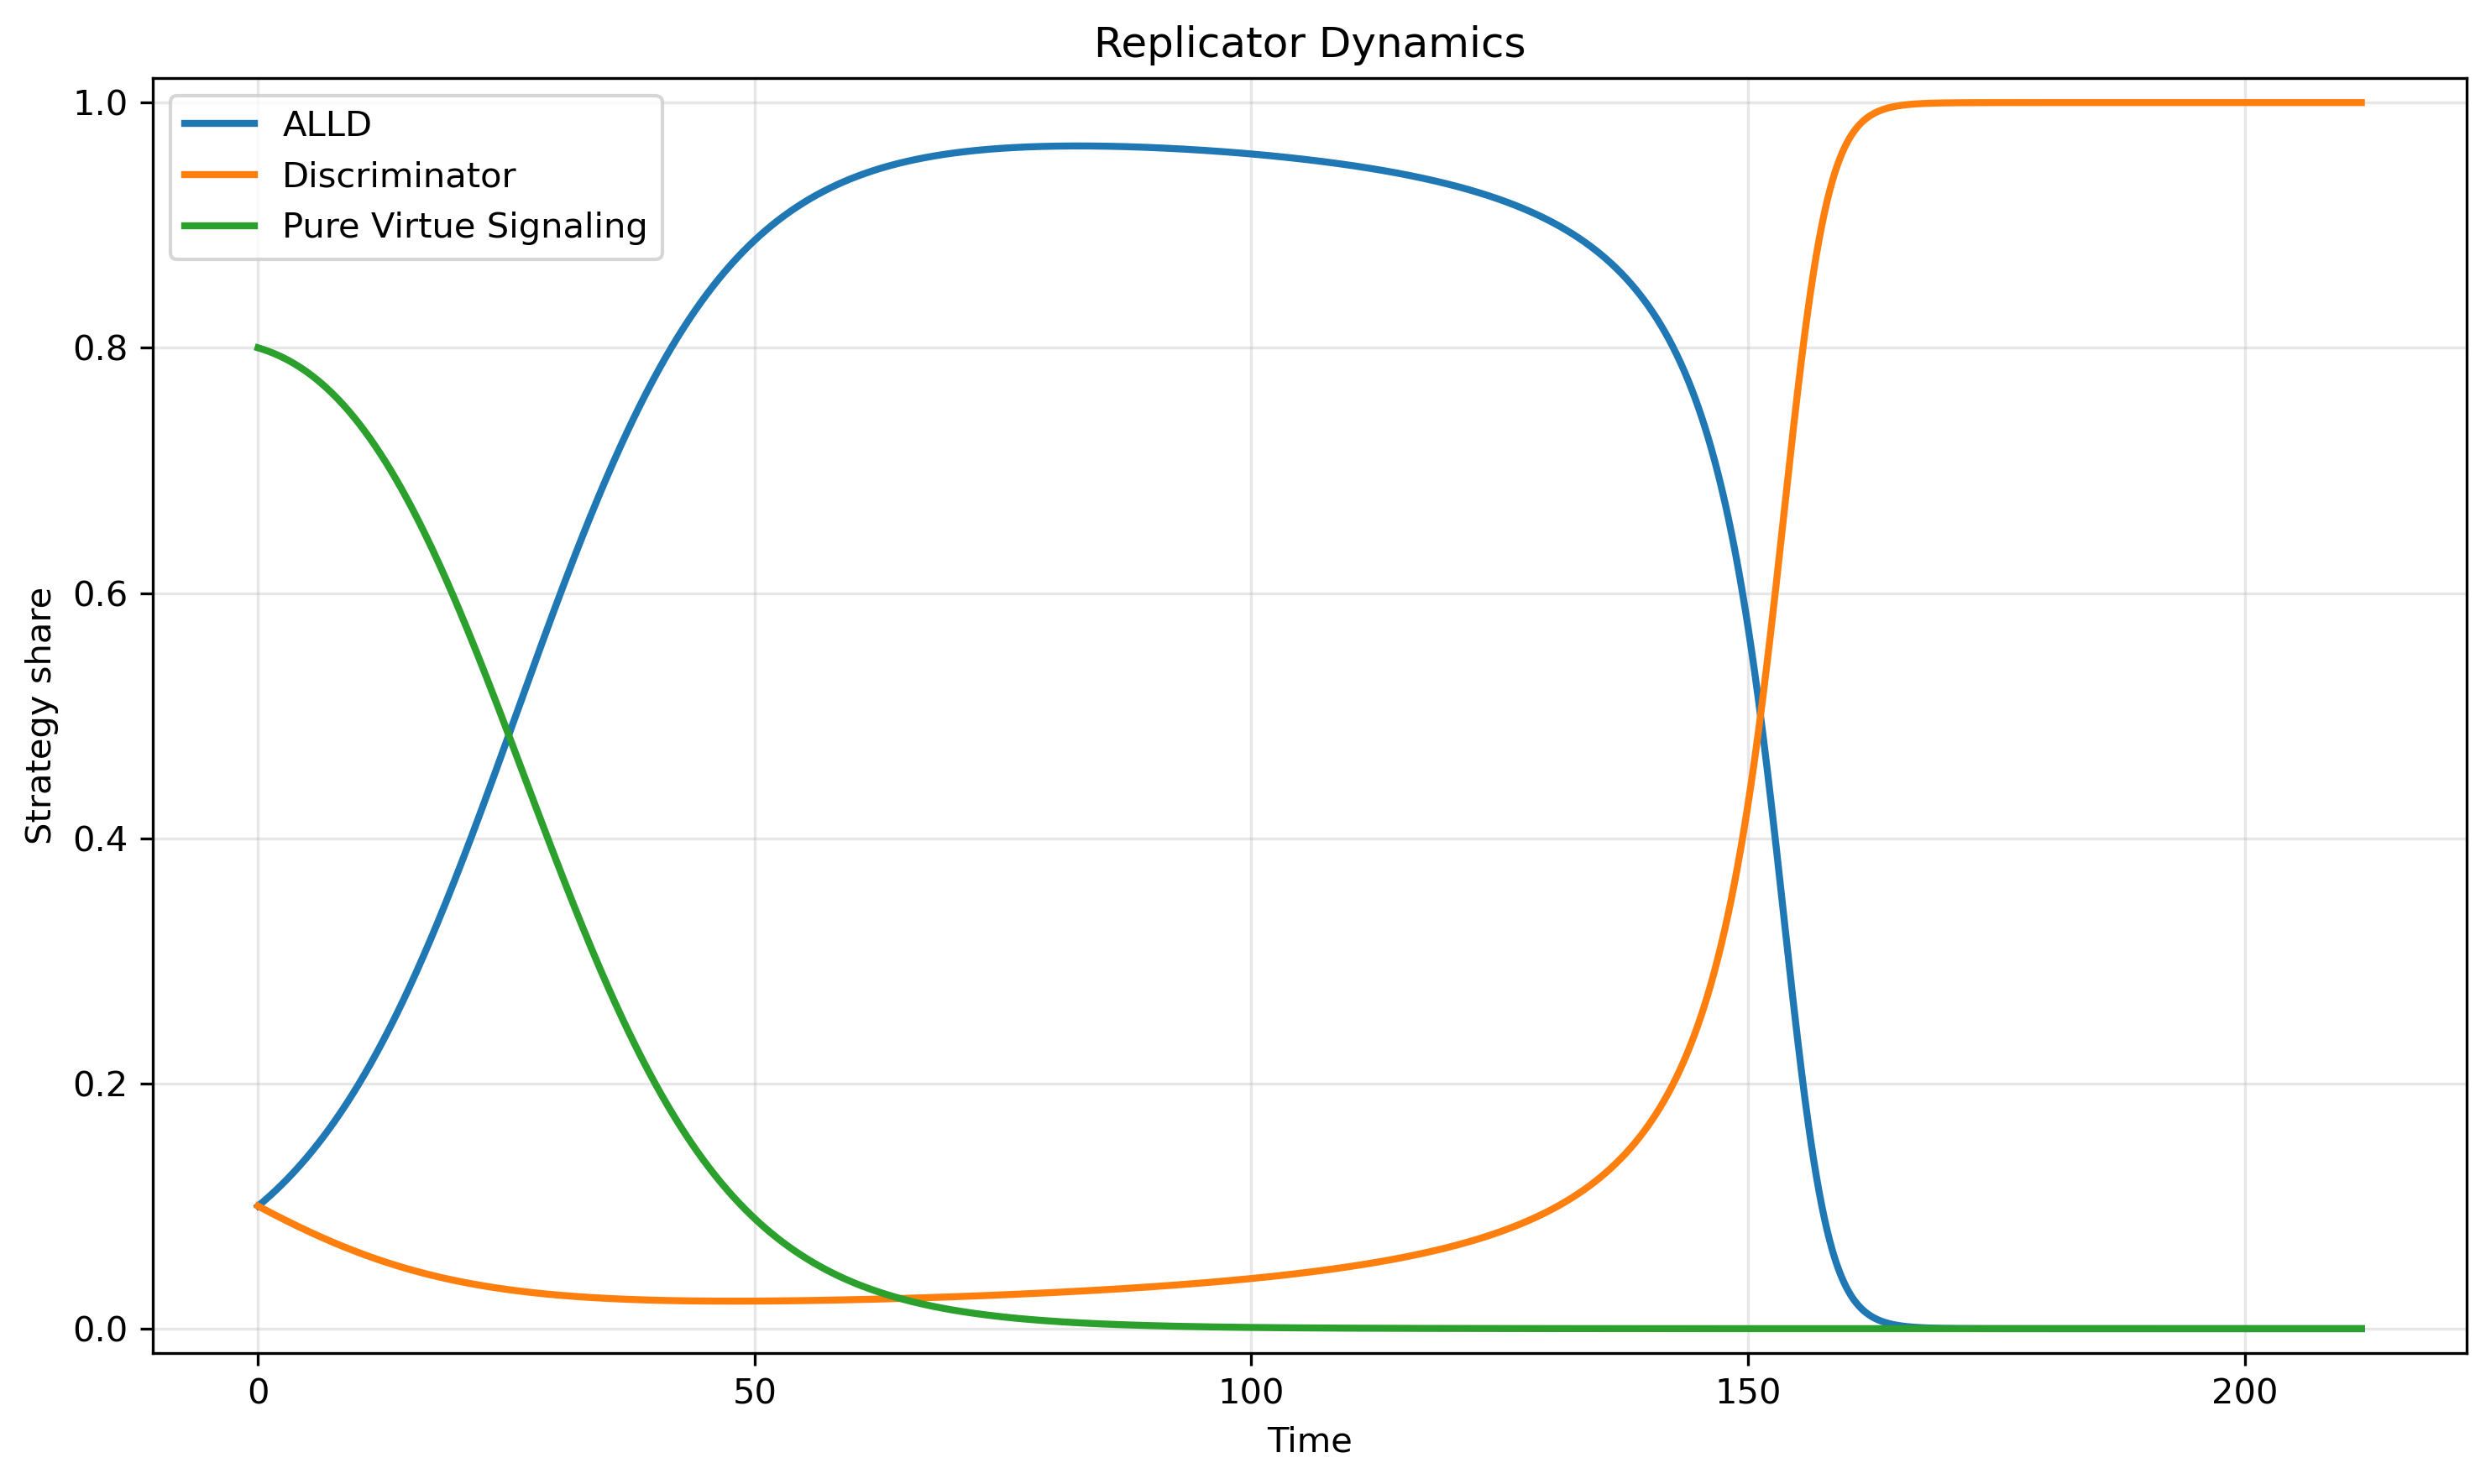 Replicator Dynamics
ALLD
Discriminator
Pure Virtue Signaling
Strategy share
1.0
0.8
0.6
0.4
0.2
0.0
0 50 100 150 200
Time